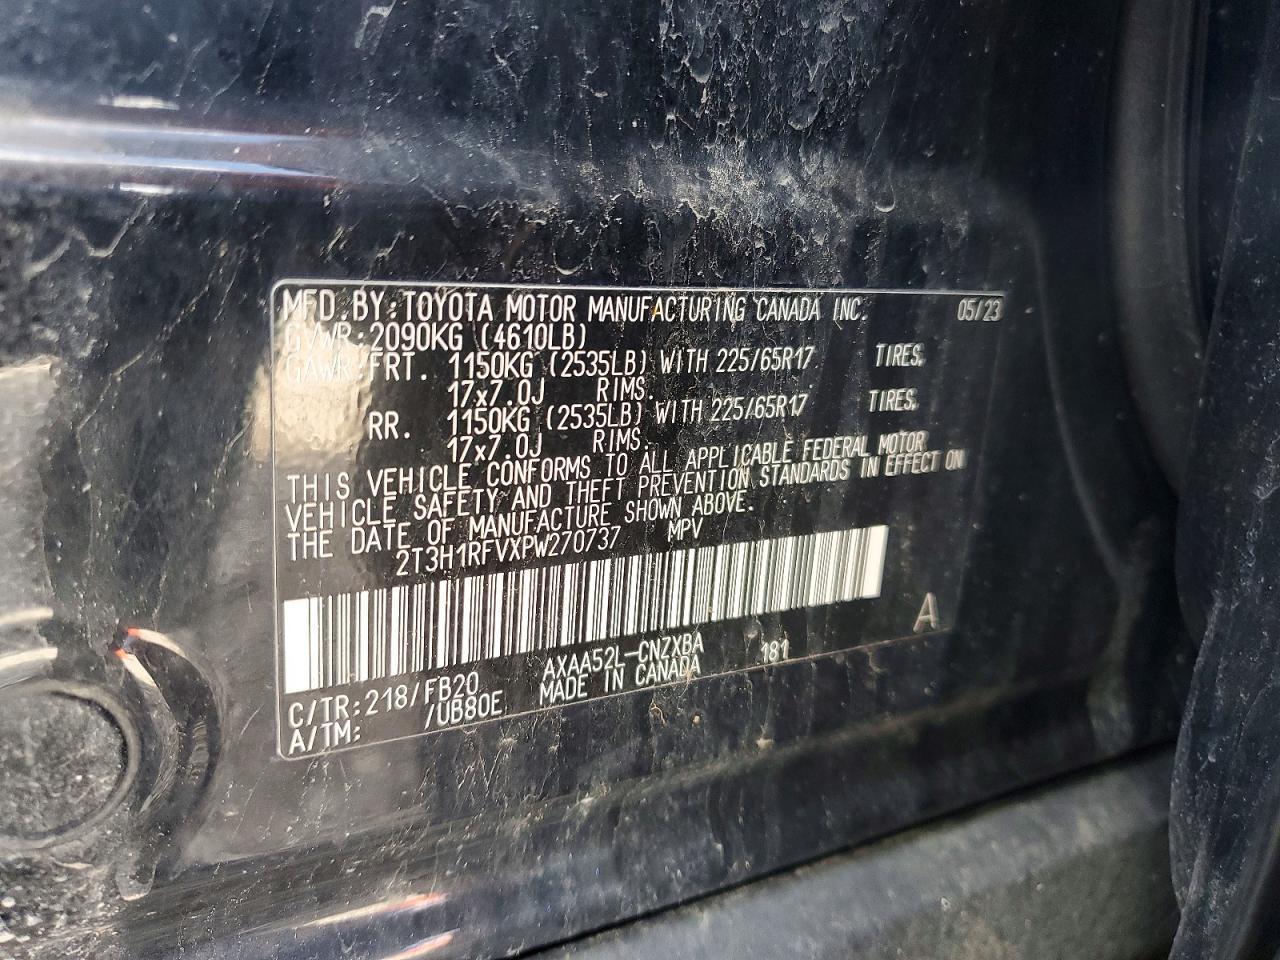 MFD. BY: TOYOTA MOTOR MANUFACTURING CANADA INC. 05/23
GVWR: 2090KG (4610LB)
GAWR: FRT. 1150KG (2535LB) WITH 225/65R17 TIRES,
17x7.0J RIMS.
RR. 1150KG (2535LB) WITH 225/65R17 TIRES,
17x7.0J RIMS.
THIS VEHICLE CONFORMS TO ALL APPLICABLE FEDERAL MOTOR
VEHICLE SAFETY AND THEFT PREVENTION STANDARDS IN EFFECT ON
THE DATE OF MANUFACTURE SHOWN ABOVE.
2T3H1RFVXPW270737 MPV
A
C/TR: 218/FB20 AXAA52L-CNZXBA 181
A/TM: /UB80E MADE IN CANADA